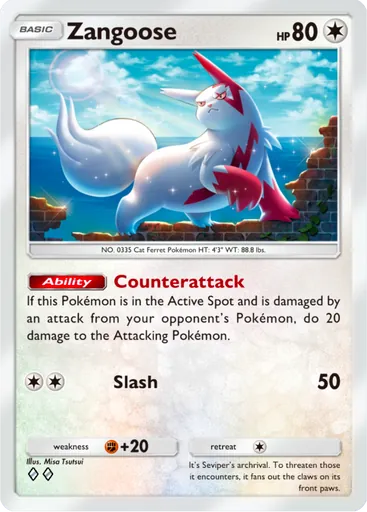 BASIC Zangoose HP 80
NO. 0335 Cat Ferret Pokémon HT: 4'3" WT: 88.8 lbs.
Ability Counterattack
If this Pokémon is in the Active Spot and is damaged by
an attack from your opponent's Pokémon, do 20
damage to the Attacking Pokémon.
Slash 50
weakness +20 retreat
Illus. Misa Tsutsui
It's Seviper's archrival. To threaten those
it encounters, it fans out the claws on its
front paws.